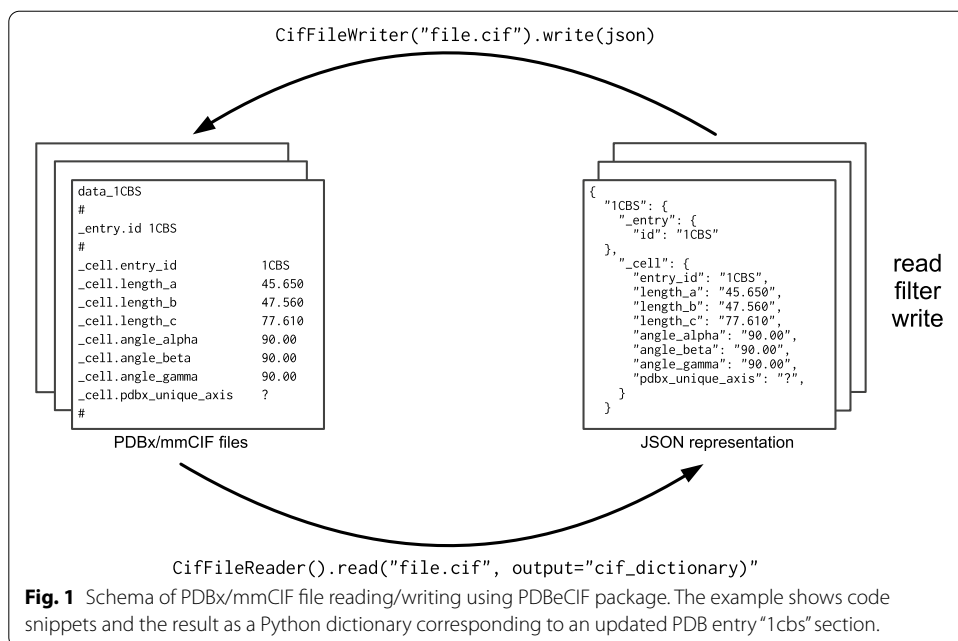 CifFileWriter("file.cif").write(json)
data_1CBS
#
_entry.id 1CBS
#
_cell.entry_id 1CBS
_cell.length_a 45.650
_cell.length_b 47.560
_cell.length_c 77.610
_cell.angle_alpha 90.00
_cell.angle_beta 90.00
_cell.angle_gamma 90.00
_cell.pdbx_unique_axis ?
#
PDBx/mmCIF files
{
"1CBS": {
"_entry": {
"id": "1CBS"
},
"_cell": {
"entry_id": "1CBS",
"length_a": "45.650",
"length_b": "47.560",
"length_c": "77.610",
"angle_alpha": "90.00",
"angle_beta": "90.00",
"angle_gamma": "90.00",
"pdbx_unique_axis": "?",
}
}
JSON representation
read
filter
write
CifFileReader().read("file.cif", output="cif_dictionary)"
Fig. 1 Schema of PDBx/mmCIF file reading/writing using PDBeCIF package. The example shows code
snippets and the result as a Python dictionary corresponding to an updated PDB entry “1cbs” section.